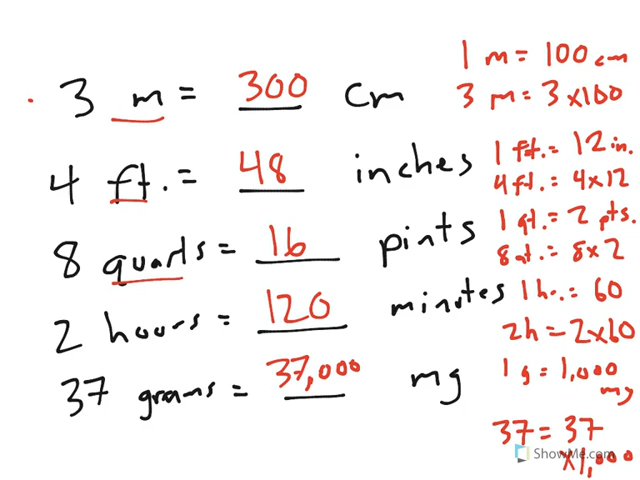 3 m = 300 cm
4 ft. = 48 inches
8 quarts = 16 pints
2 hours = 120 minutes
37 grams = 37,000 mg
1 m = 100 cm
3 m = 3 x 100
1 ft. = 12 in.
4 ft. = 4 x 12
1 qt. = 2 pts.
8 qt. = 8 x 2
1 hr. = 60
2h = 2 x 60
1 g = 1,000
mg
37 = 37
x 1,000
ShowMe.com